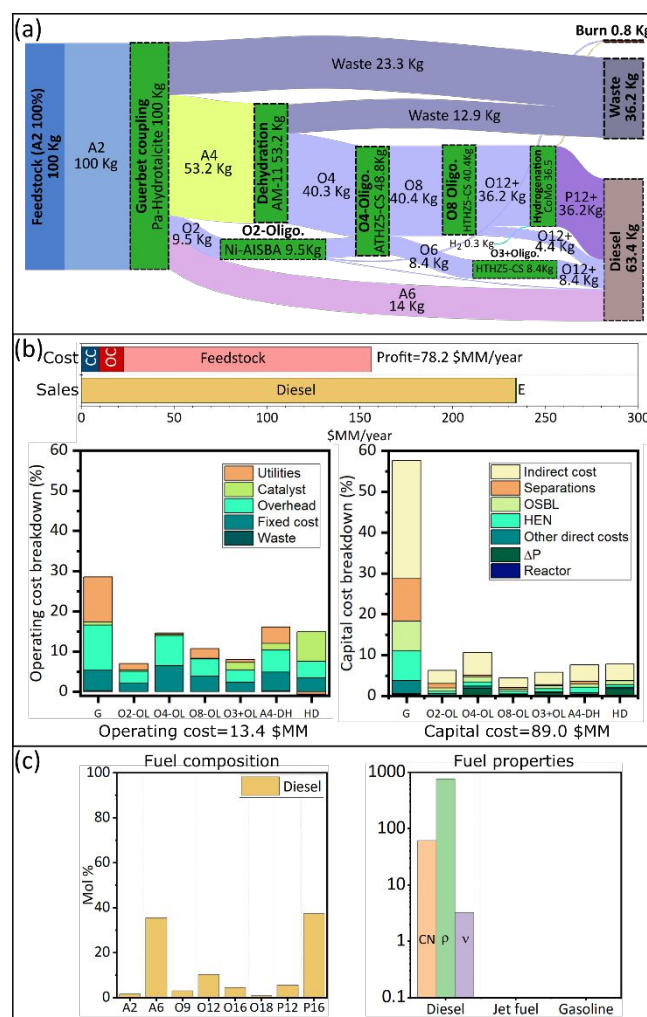 (a)
Burn 0.8 Kg
Feedstock (A2 100%)
100 Kg
A2
100 Kg
Guerbet coupling
Pa-Hydrotalcite 100 Kg
Waste 23.3 Kg
Waste
36.2 Kg
Waste 12.9 Kg
A4
53.2 Kg
Dehydration
AM-11 53.2 Kg
O4
40.3 Kg
O4-Oligo.
ATHZ5-CS 48.8Kg
O8
40.4 Kg
O8 Oligo.
HTHZ5-CS 40.4Kg
O12+
36.2 Kg
Hydrogenation
CoMo 36.5
P12+
36.2Kg
Diesel
63.4 Kg
O2
9.5 Kg
O2-Oligo.
Ni-AlSBA 9.5Kg
H2 0.3 Kg
O12+
4.4 Kg
O6
8.4 Kg
O3+Oligo.
HTHZ5-CS 8.4Kg
O12+
8.4 Kg
A6
14 Kg
(b)
Cost
CC
OC
Feedstock
Profit=78.2 $MM/year
Sales
Diesel
E
0 50 100 150 200 250 300
$MM/year
Operating cost breakdown (%)
60
50
40
30
20
10
0
Utilities
Catalyst
Overhead
Fixed cost
Waste
G O2-OL O4-OL O8-OL O3+OL A4-DH HD
Operating cost=13.4 $MM
Capital cost breakdown (%)
60
50
40
30
20
10
0
Indirect cost
Separations
OSBL
HEN
Other direct costs
ΔP
Reactor
G O2-OL O4-OL O8-OL O3+OL A4-DH HD
Capital cost=89.0 $MM
(c)
Fuel composition
Mol %
100
80
60
40
20
0
Diesel
A2 A6 O9 O12 O16 O18 P12 P16
Fuel properties
1000
100
10
1
0.1
CN ρ ν
Diesel Jet fuel Gasoline